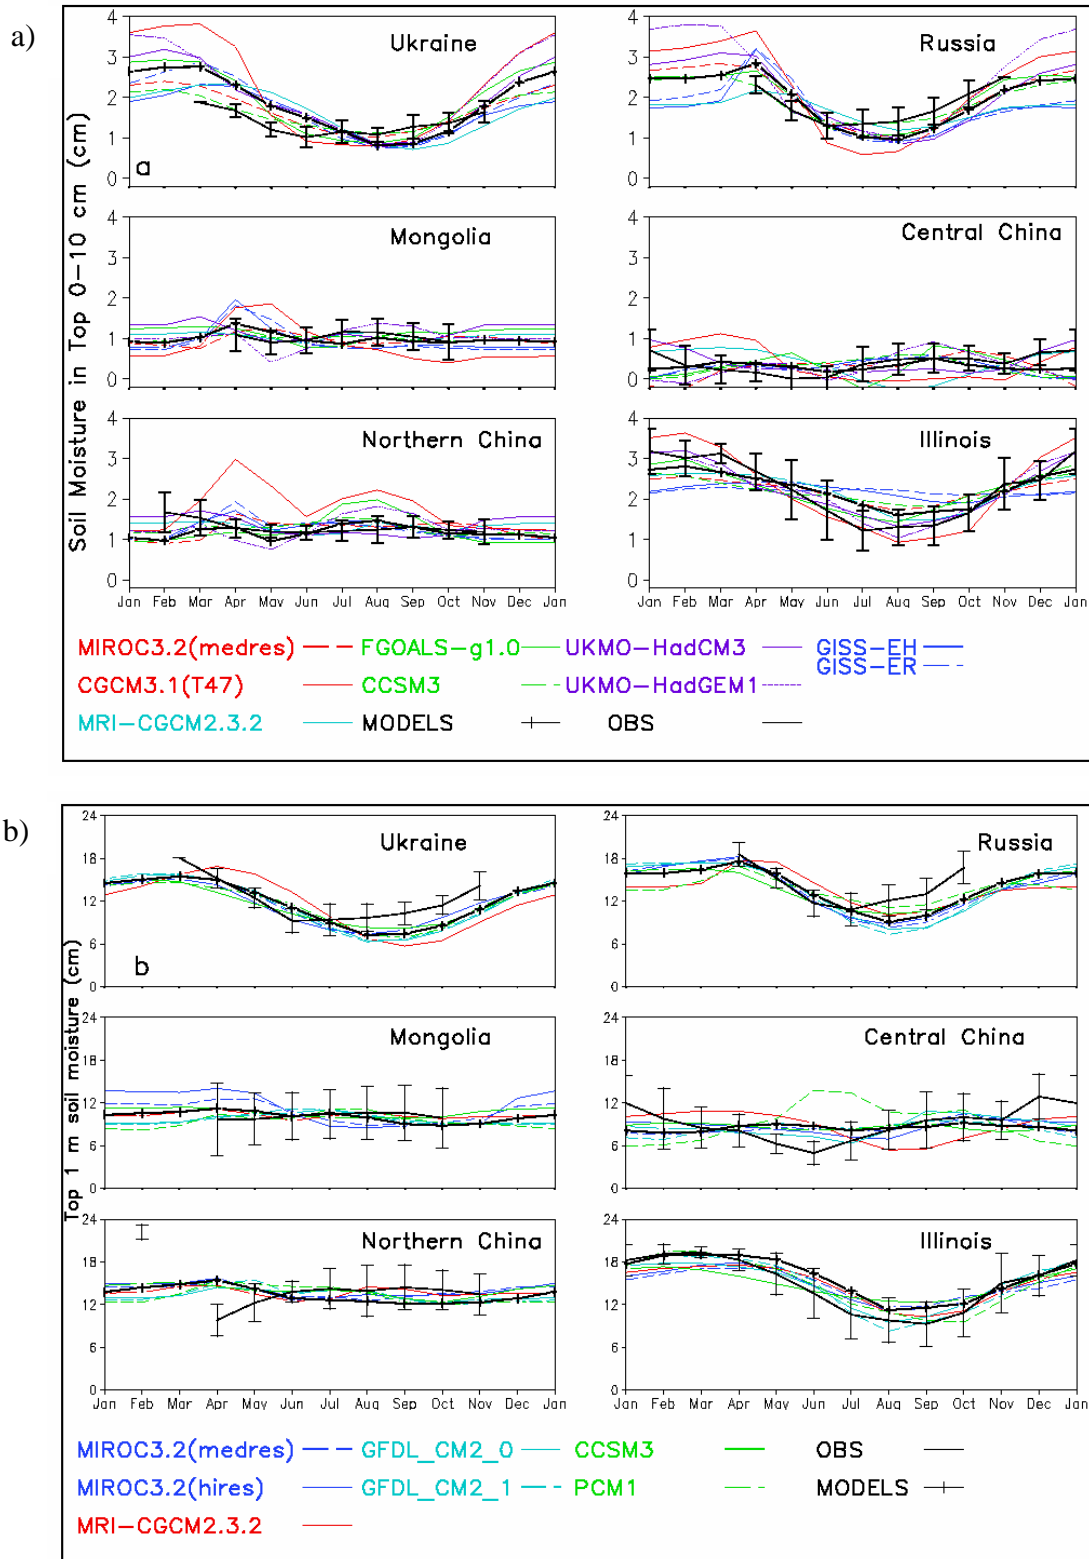 a)
Soil Moisture in Top 0-10 cm (cm)
4
3
2
1
0
Ukraine
a
4
3
2
1
0
Russia
4
3
2
1
0
Mongolia
4
3
2
1
0
Central China
4
3
2
1
0
Northern China
Jan Feb Mar Apr May Jun Jul Aug Sep Oct Nov Dec Jan
4
3
2
1
0
Illinois
Jan Feb Mar Apr May Jun Jul Aug Sep Oct Nov Dec Jan
MIROC3.2(medres) FGOALS-g1.0 UKMO-HadCM3 GISS-EH
GISS-ER
CGCM3.1(T47) CCSM3 UKMO-HadGEM1
MRI-CGCM2.3.2 MODELS OBS
b)
Top 1 m soil moisture (cm)
24
18
12
6
0
Ukraine
b
24
18
12
6
0
Russia
24
18
12
6
0
Mongolia
24
18
12
6
0
Central China
24
18
12
6
0
Northern China
Jan Feb Mar Apr May Jun Jul Aug Sep Oct Nov Dec Jan
24
18
12
6
0
Illinois
Jan Feb Mar Apr May Jun Jul Aug Sep Oct Nov Dec Jan
MIROC3.2(medres) GFDL_CM2_0 CCSM3 OBS
MIROC3.2(hires) GFDL_CM2_1 PCM1 MODELS
MRI-CGCM2.3.2